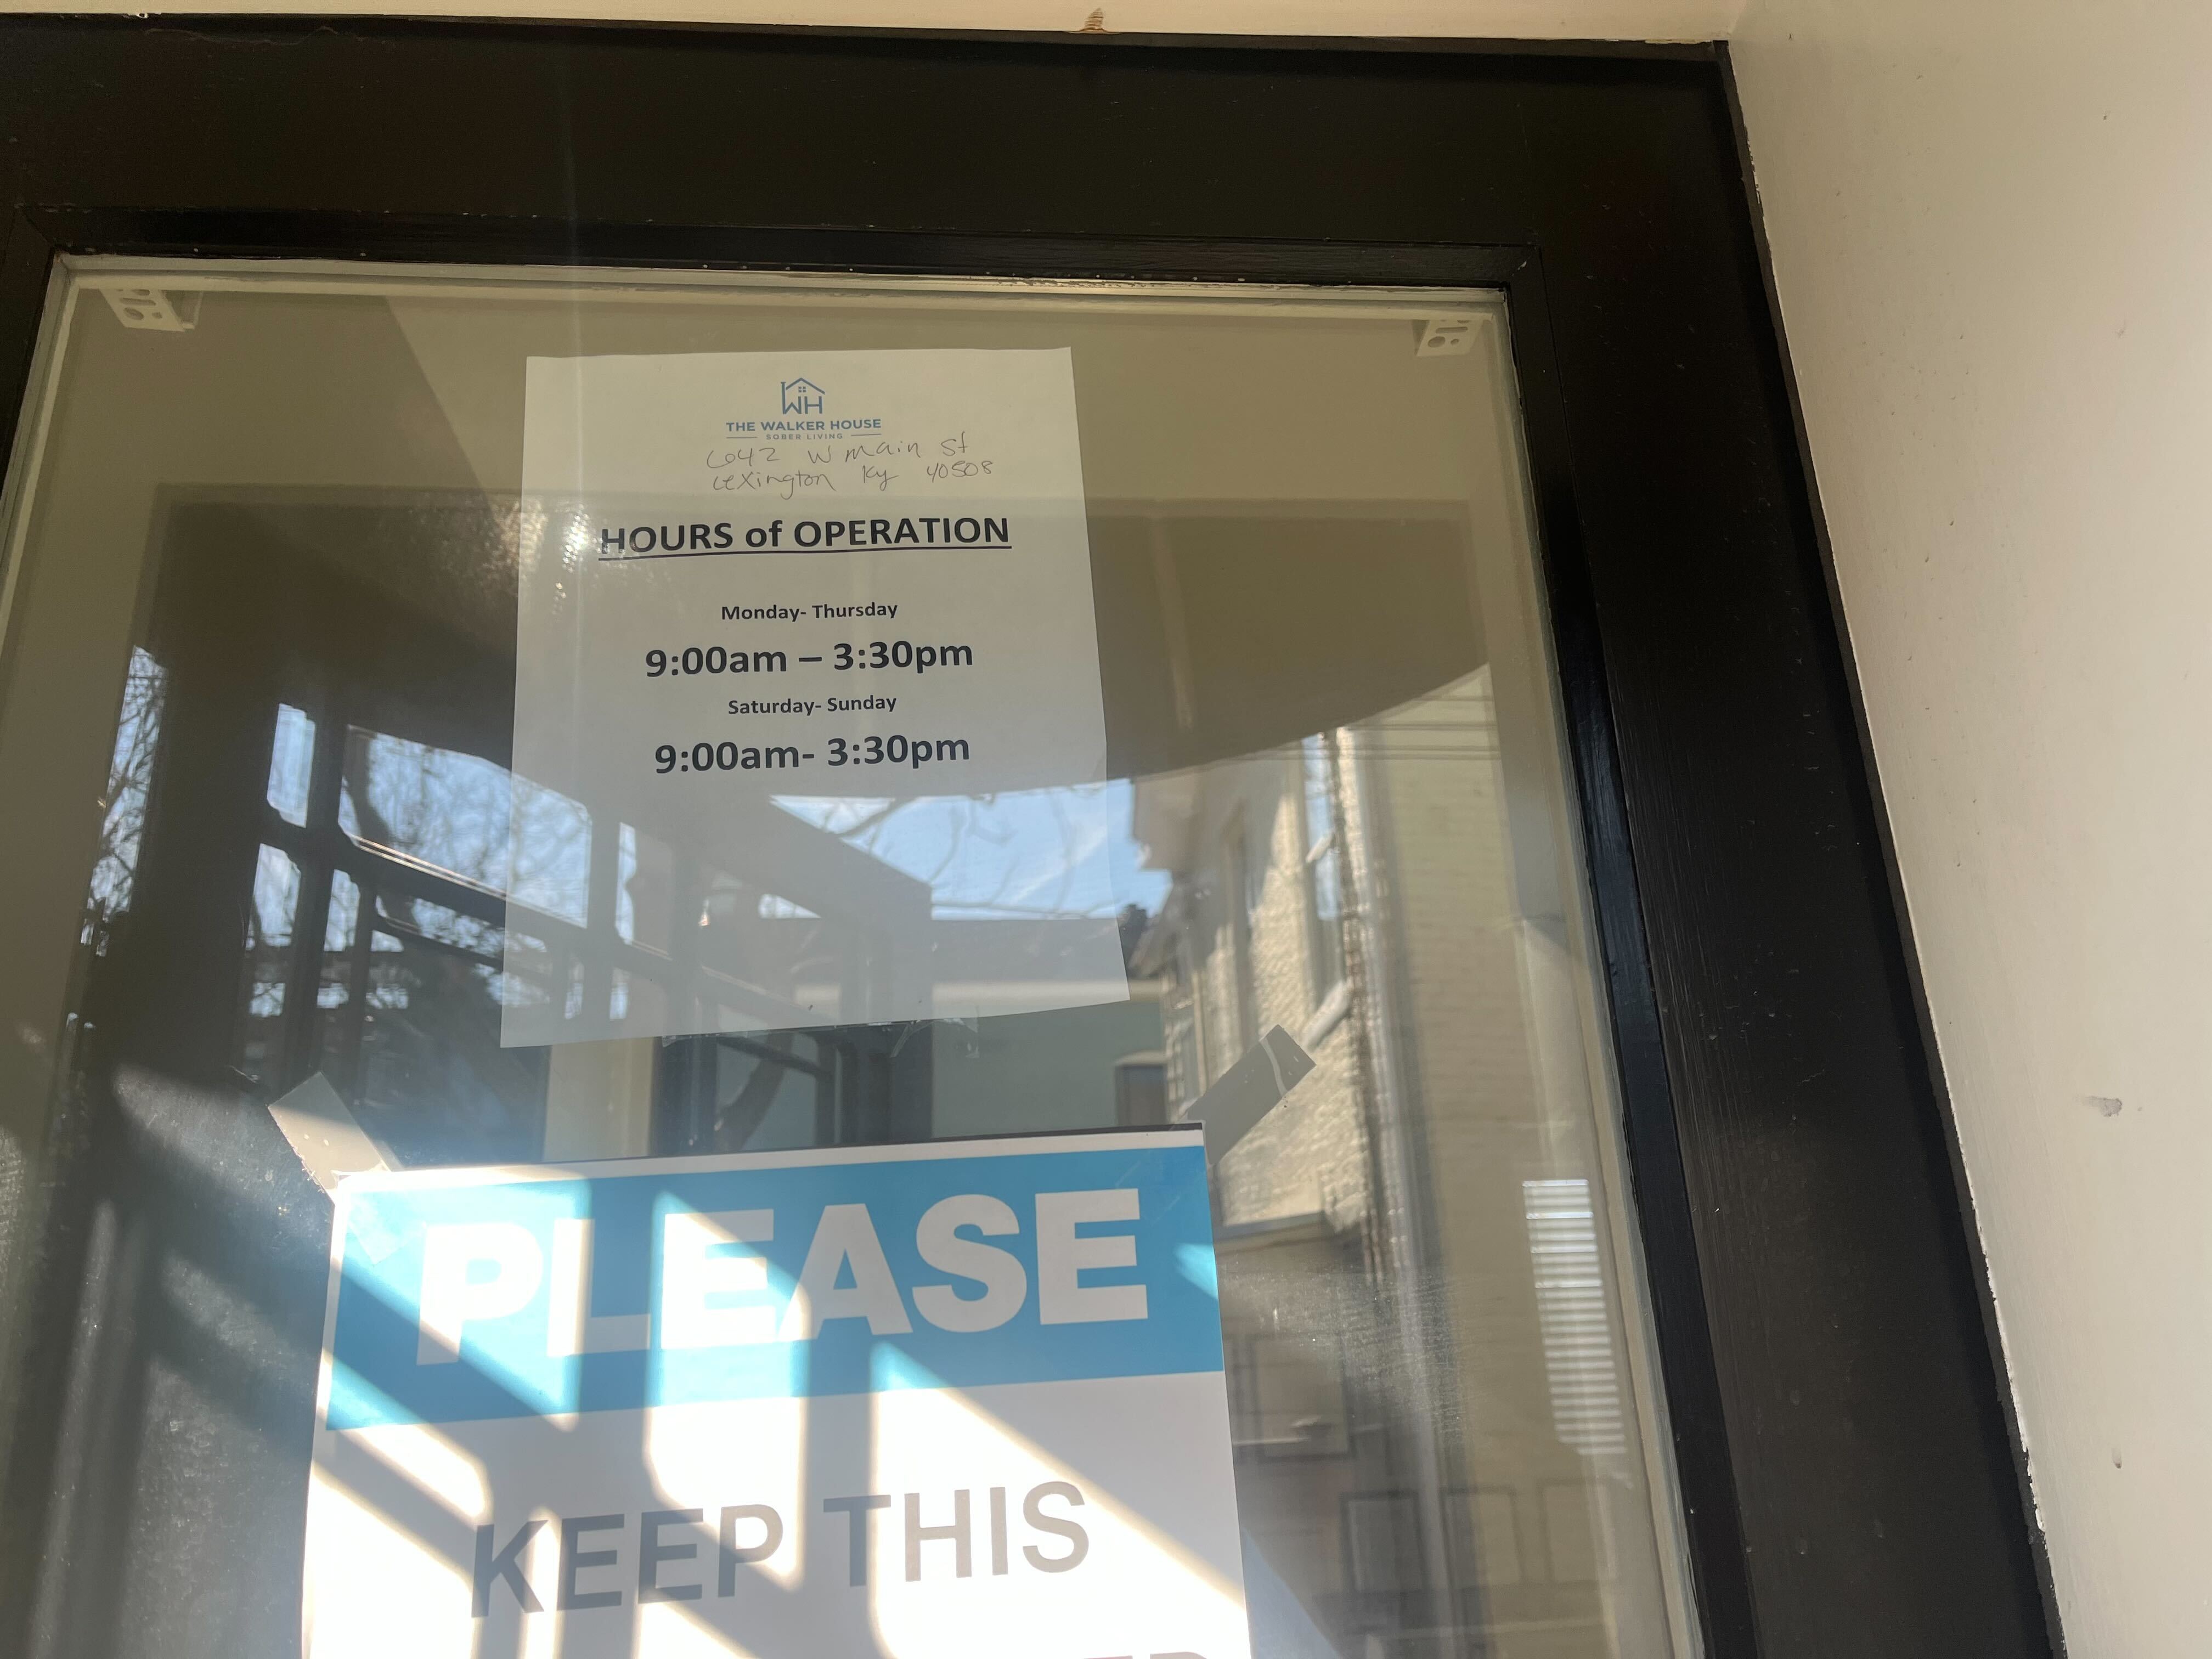 WH
THE WALKER HOUSE
SOBER LIVING
642 W Main St
Lexington Ky 40508
HOURS of OPERATION
Monday- Thursday
9:00am – 3:30pm
Saturday- Sunday
9:00am- 3:30pm
PLEASE
KEEP THIS